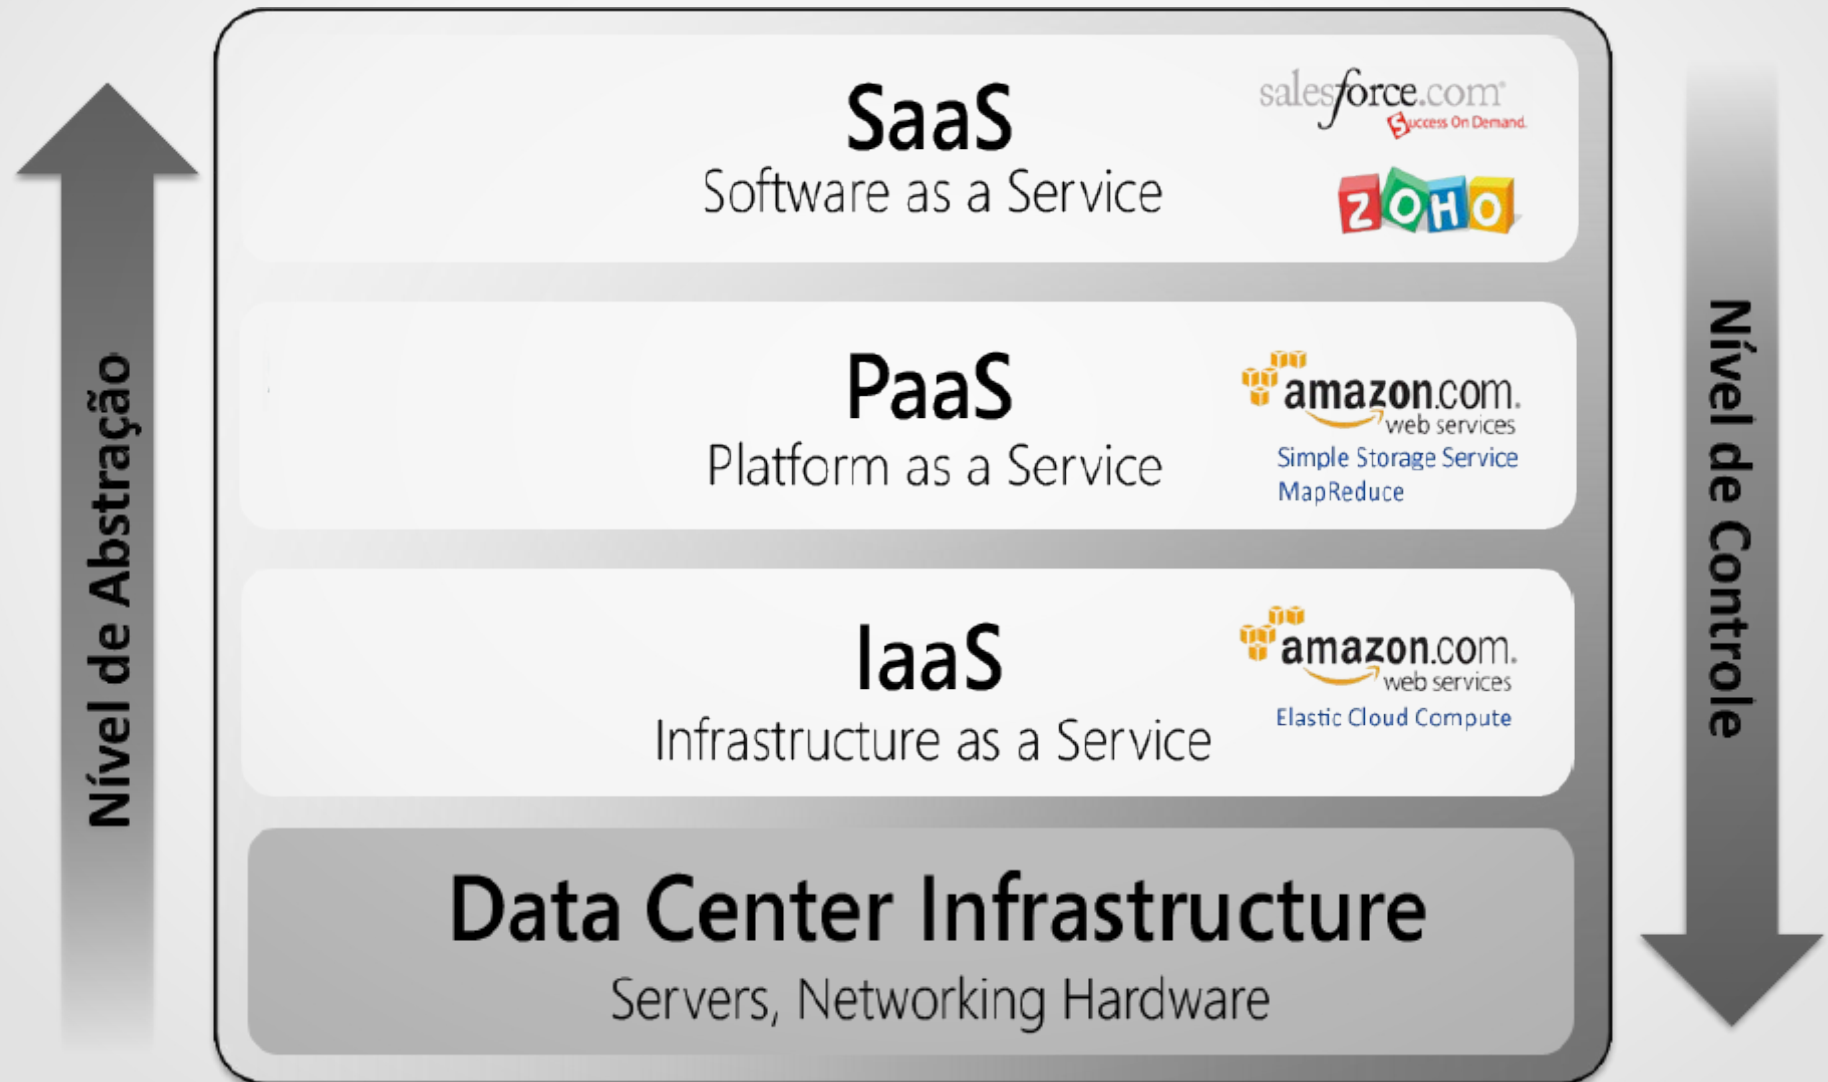 Nível de Abstração
SaaS
Software as a Service
salesforce.com
Success On Demand.
ZOHO
PaaS
Platform as a Service
amazon.com.
web services
Simple Storage Service
MapReduce
IaaS
Infrastructure as a Service
amazon.com.
web services
Elastic Cloud Compute
Data Center Infrastructure
Servers, Networking Hardware
Nível de Controle